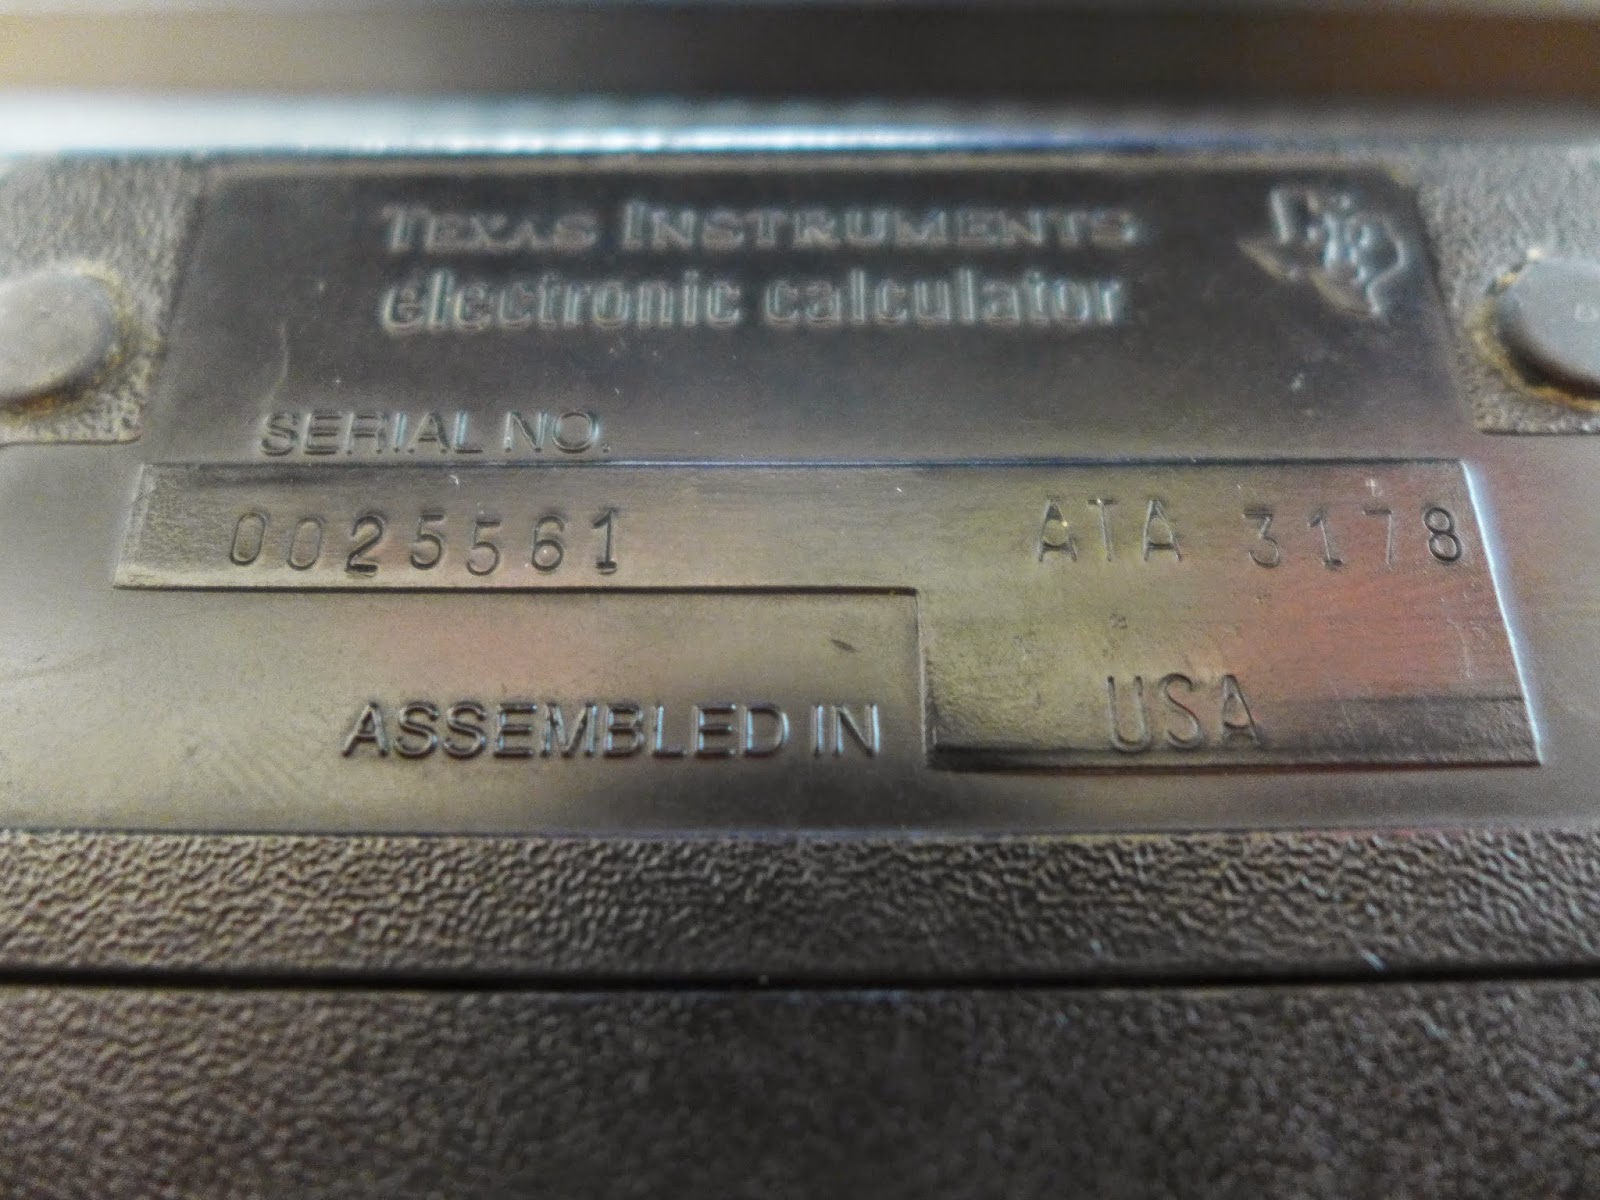 TEXAS INSTRUMENTS
electronic calculator
SERIAL NO.
0025561 ATA 3178
ASSEMBLED IN USA